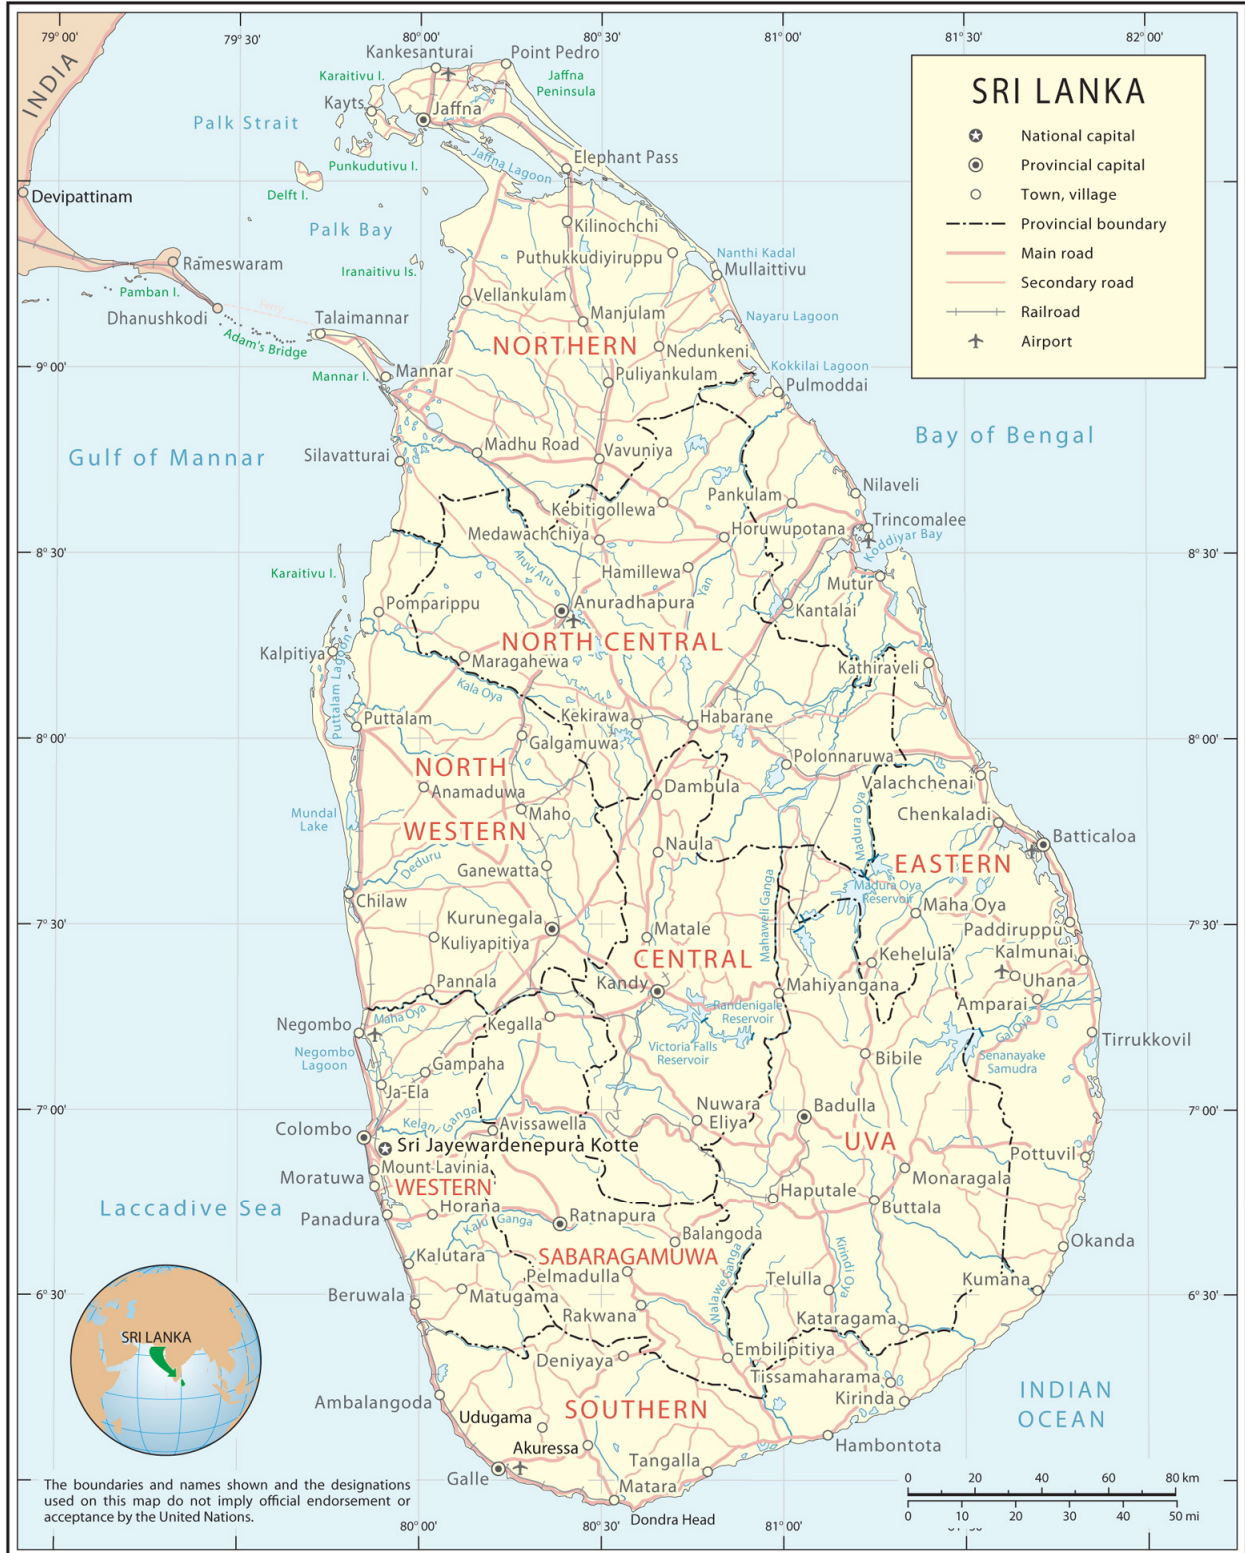 79° 00'
79° 30'
80° 00'
80° 30'
81° 00'
81° 30'
82° 00'
INDIA
Kankesanturai
Point Pedro
Karaitivu I.
Jaffna
Peninsula
Kayts
Jaffna
Palk Strait
SRI LANKA
National capital
Provincial capital
Town, village
Provincial boundary
Main road
Secondary road
Railroad
Airport
Jaffna Lagoon
Elephant Pass
Punkudutivu I.
Delft I.
Devipattinam
Palk Bay
Kilinochchi
Puthukkudiyiruppu
Nanthi Kadal
Mullaittivu
Iranaitivu Is.
Rāmeswaram
Pamban I.
Vellankulam
Dhanushkodi
Ferry
Talaimannar
Manjulam
Nayaru Lagoon
Adam's Bridge
NORTHERN
Nedunkeni
9° 00'
Mannar I.
Mannar
Puliyankulam
Kokkilai Lagoon
Pulmoddai
Gulf of Mannar
Bay of Bengal
Silavatturai
Madhu Road
Vavuniya
Nilaveli
Pankulam
Kebitigollewa
Trincomalee
Medawachchiya
Horuwupotana
Koddiyar Bay
8° 30'
8° 30'
Karaitivu I.
Aruvi Aru
Hamillewa
Yan
Mutur
Pomparippu
Anuradhapura
Kantalai
NORTH CENTRAL
Kalpitiya
Maragahewa
Kathiraveli
Puttalam Lagoon
Kala Oya
Puttalam
Kekirawa
Habarane
8° 00'
Galgamuwa
8° 00'
NORTH
WESTERN
Polonnaruwa
Valachchenai
Anamaduwa
Dambula
Maho
Mundal
Lake
Chenkaladi
Madura Oya
Batticaloa
Naula
EASTERN
Deduru
Ganewatta
Madura Oya
Reservoir
Mahaweli Ganga
Chilaw
Maha Oya
Kurunegala
7° 30'
7° 30'
Paddiruppu
Kuliyapitiya
Matale
CENTRAL
Kehelula
Kalmunai
Pannala
Kandy
Mahiyangana
Uhana
Amparai
Maha Oya
Randenigale
Reservoir
Negombo
Kegalla
Gal Oya
Tirrukkovil
Negombo
Lagoon
Victoria Falls
Reservoir
Bibile
Senanayake
Samudra
Gampaha
Ja-Ela
7° 00'
Nuwara
Eliya
Badulla
7° 00'
Colombo
Kelani Ganga
Avissawella
Sri Jayewardenepura Kotte
UVA
Pottuvil
Mount Lavinia
Moratuwa
WESTERN
Monaragala
Laccadive Sea
Panadura
Horana
Haputale
Buttala
Kalu Ganga
Ratnapura
Balangoda
Okanda
Kalutara
SABARAGAMUWA
Walawe Ganga
Kirindi Oya
Pelmadulla
Telulla
Kumana
6° 30'
Beruwala
Matugama
6° 30'
Rakwana
Kataragama
SRI LANKA
Embilipitiya
Deniyaya
Tissamaharama
Kirinda
Ambalangoda
SOUTHERN
INDIAN
OCEAN
Udugama
Akuressa
Hambontota
Tangalla
Galle
Matara
Dondra Head
0 20 40 60 80 km
0 10 20 30 40 50 mi
The boundaries and names shown and the designations
used on this map do not imply official endorsement or
acceptance by the United Nations.
80° 00'
80° 30'
81° 00'